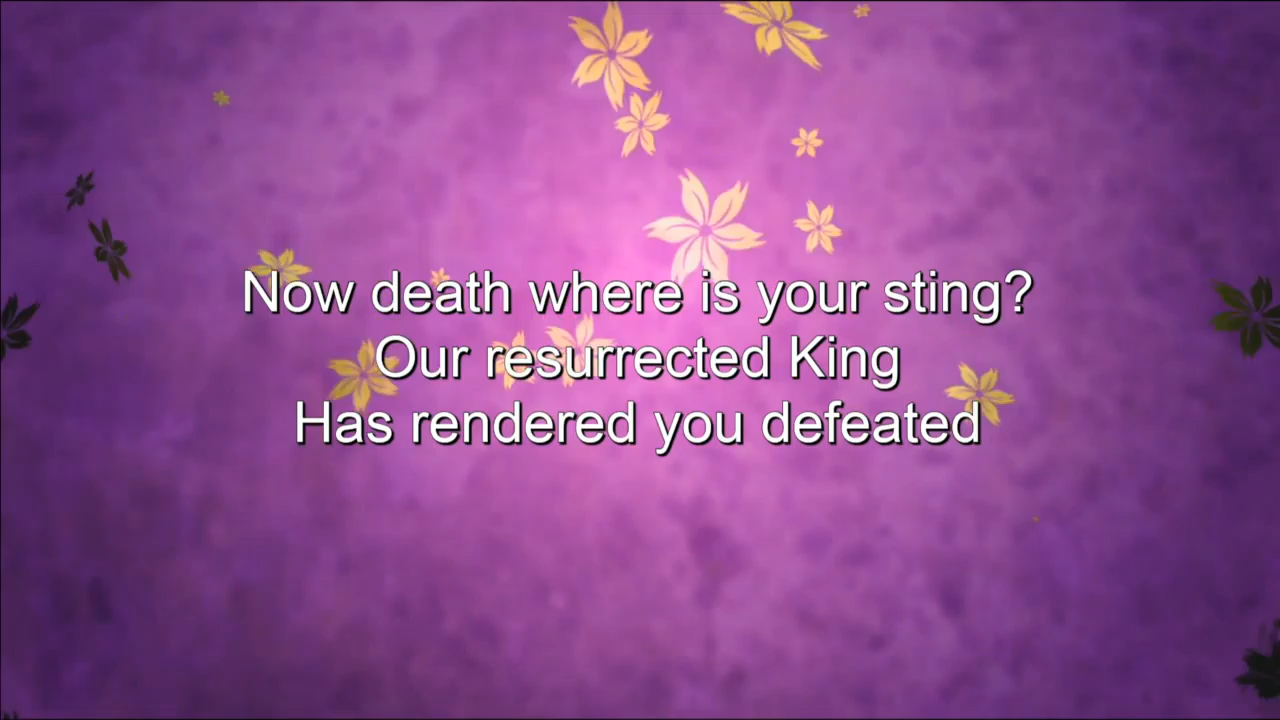 Now death where is your sting?
Our resurrected King
Has rendered you defeated